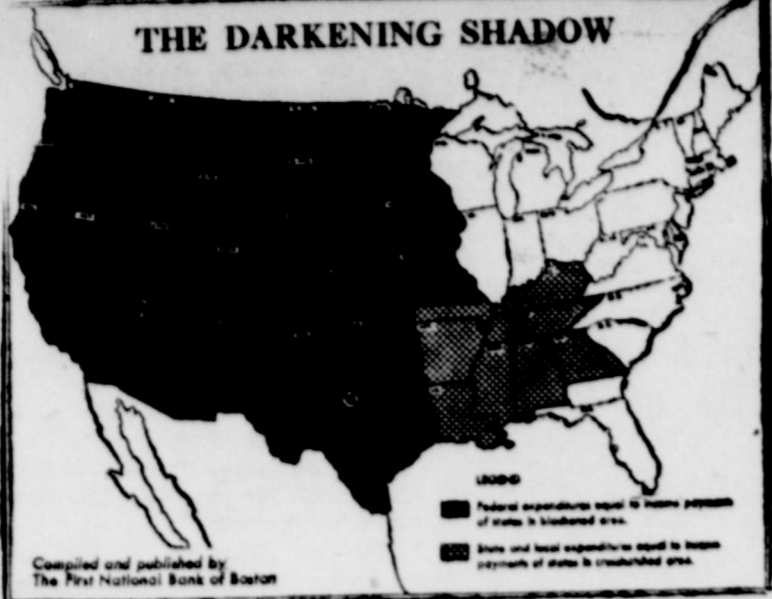 THE DARKENING SHADOW
LEGEND
Federal expenditures equal to income payments
of states in blackened area.
State and local expenditures equal to income
payments of states in crosshatched area.
Compiled and published by
The First National Bank of Boston